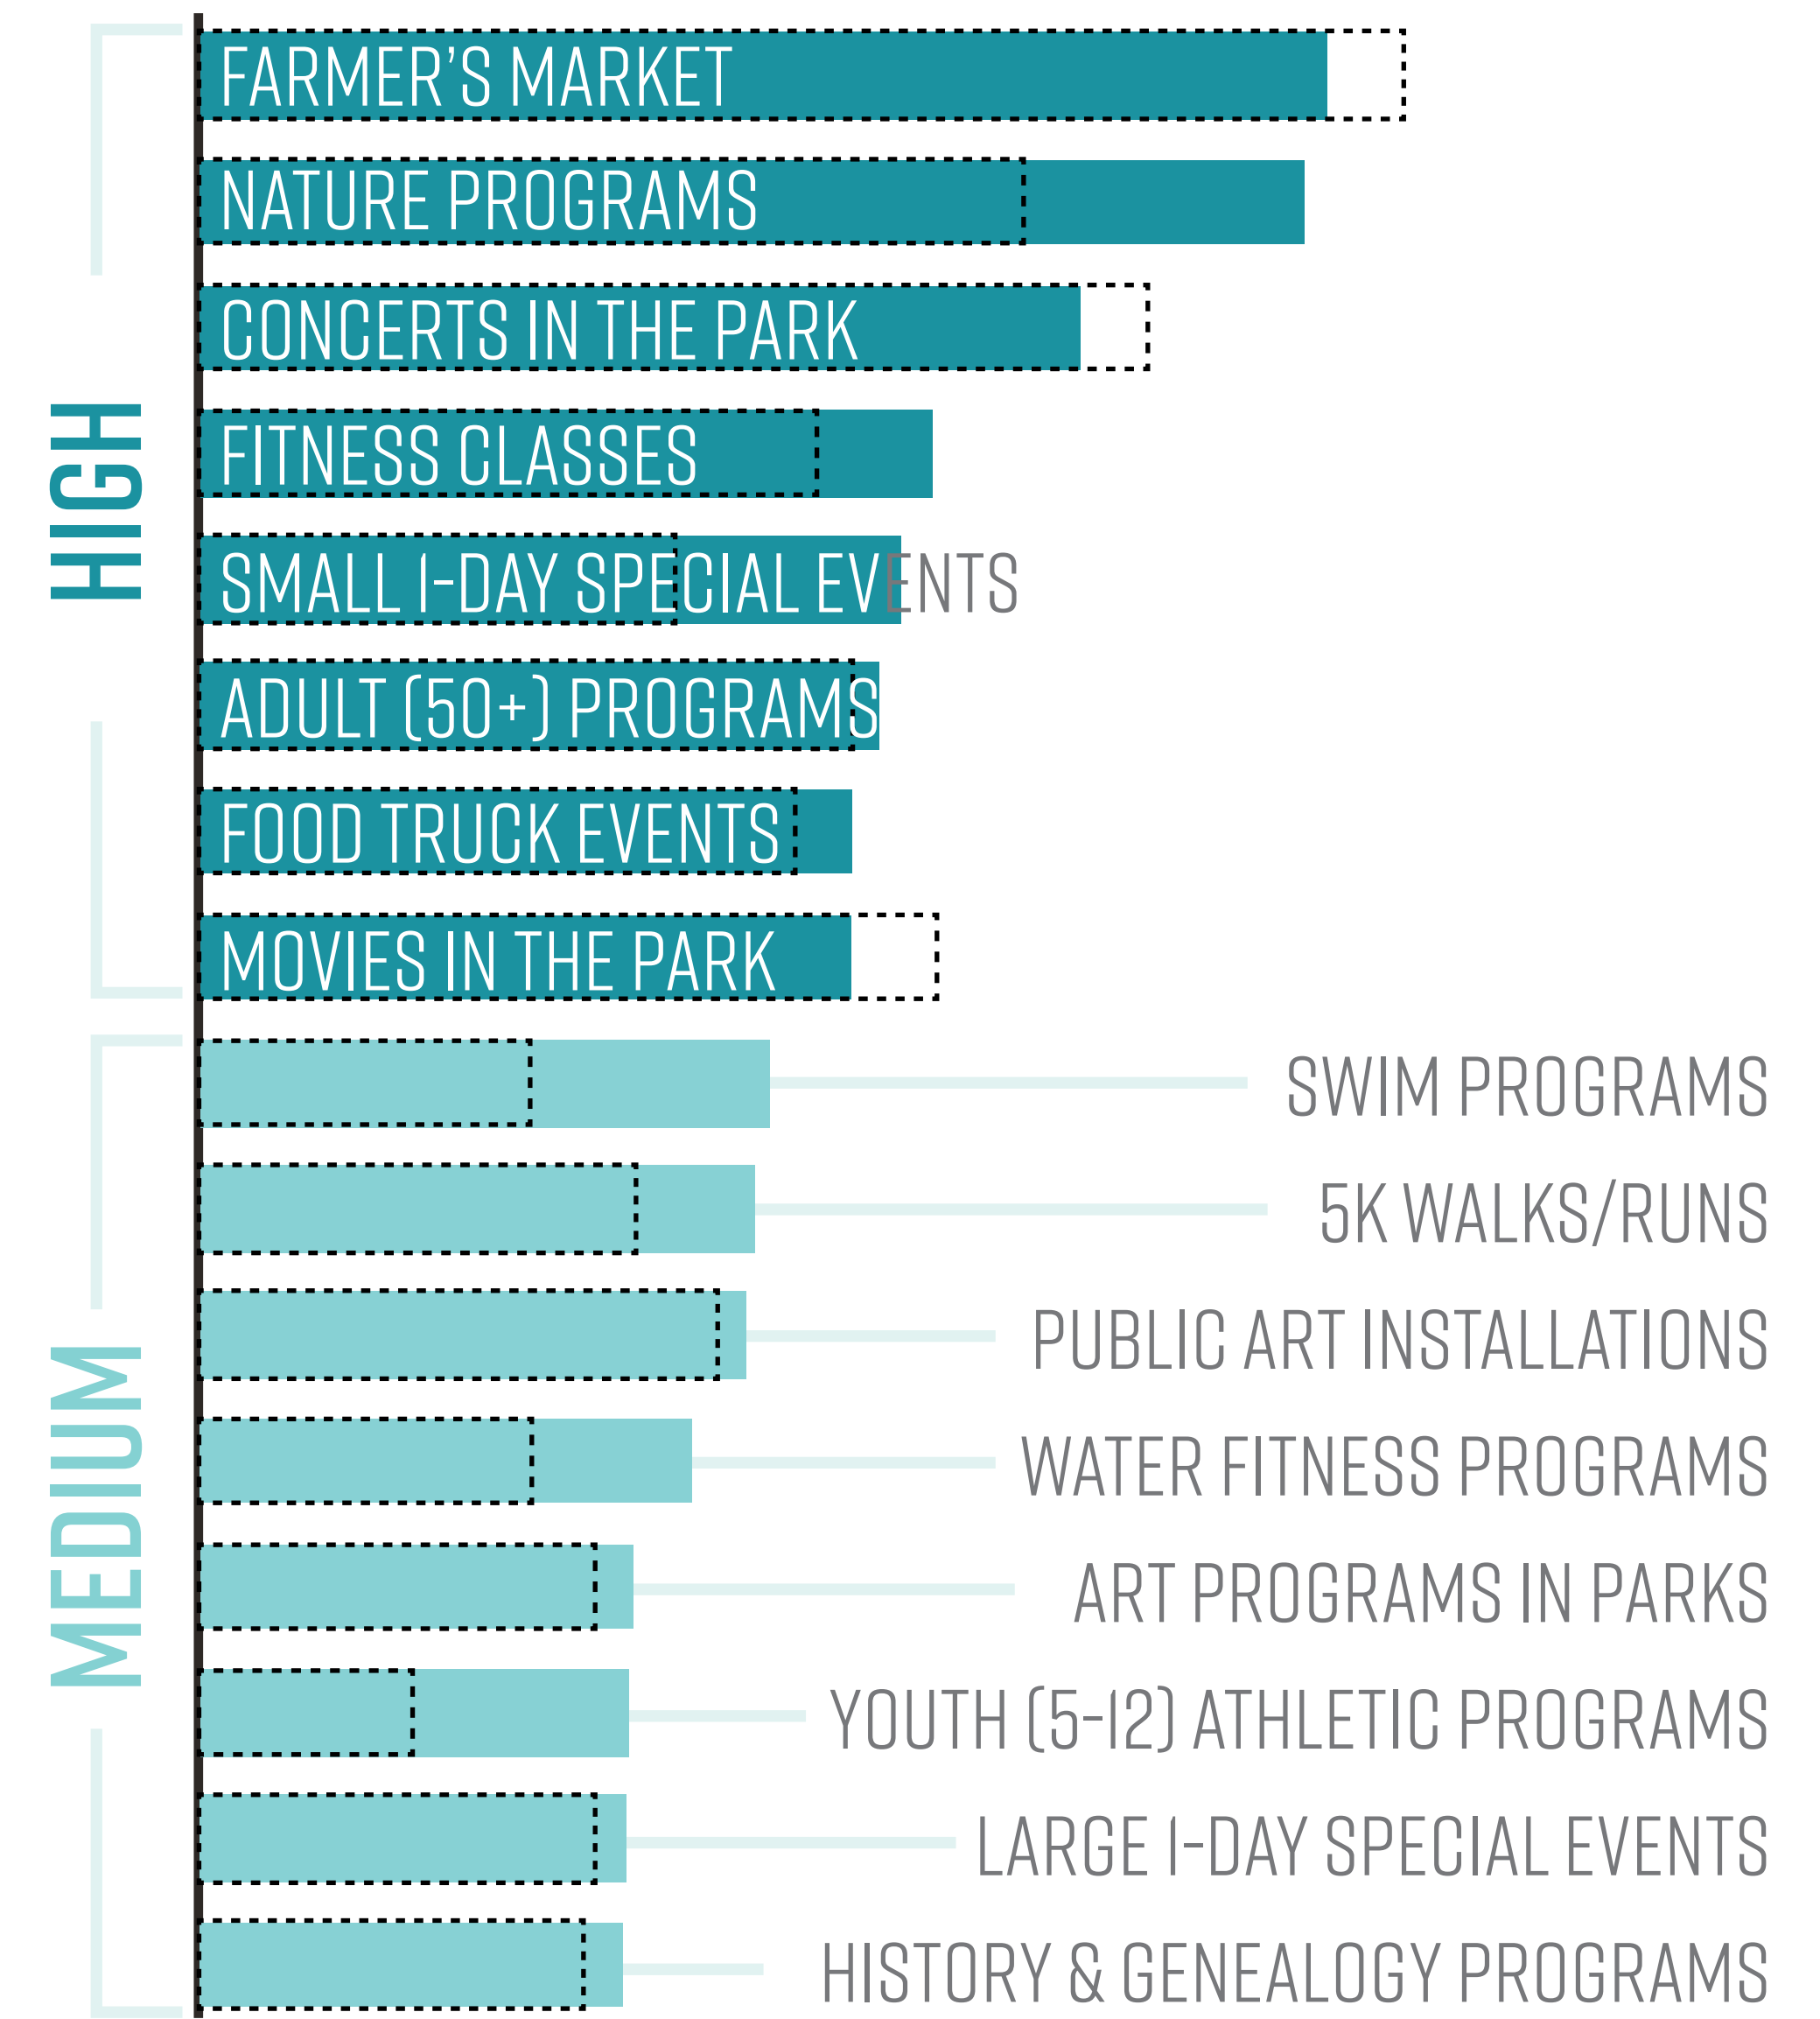 HIGH
FARMER'S MARKET
NATURE PROGRAMS
CONCERTS IN THE PARK
FITNESS CLASSES
SMALL 1-DAY SPECIAL EVENTS
ADULT (50+) PROGRAMS
FOOD TRUCK EVENTS
MOVIES IN THE PARK
MEDIUM
SWIM PROGRAMS
5K WALKS/RUNS
PUBLIC ART INSTALLATIONS
WATER FITNESS PROGRAMS
ART PROGRAMS IN PARKS
YOUTH (5-12) ATHLETIC PROGRAMS
LARGE 1-DAY SPECIAL EVENTS
HISTORY & GENEALOGY PROGRAMS